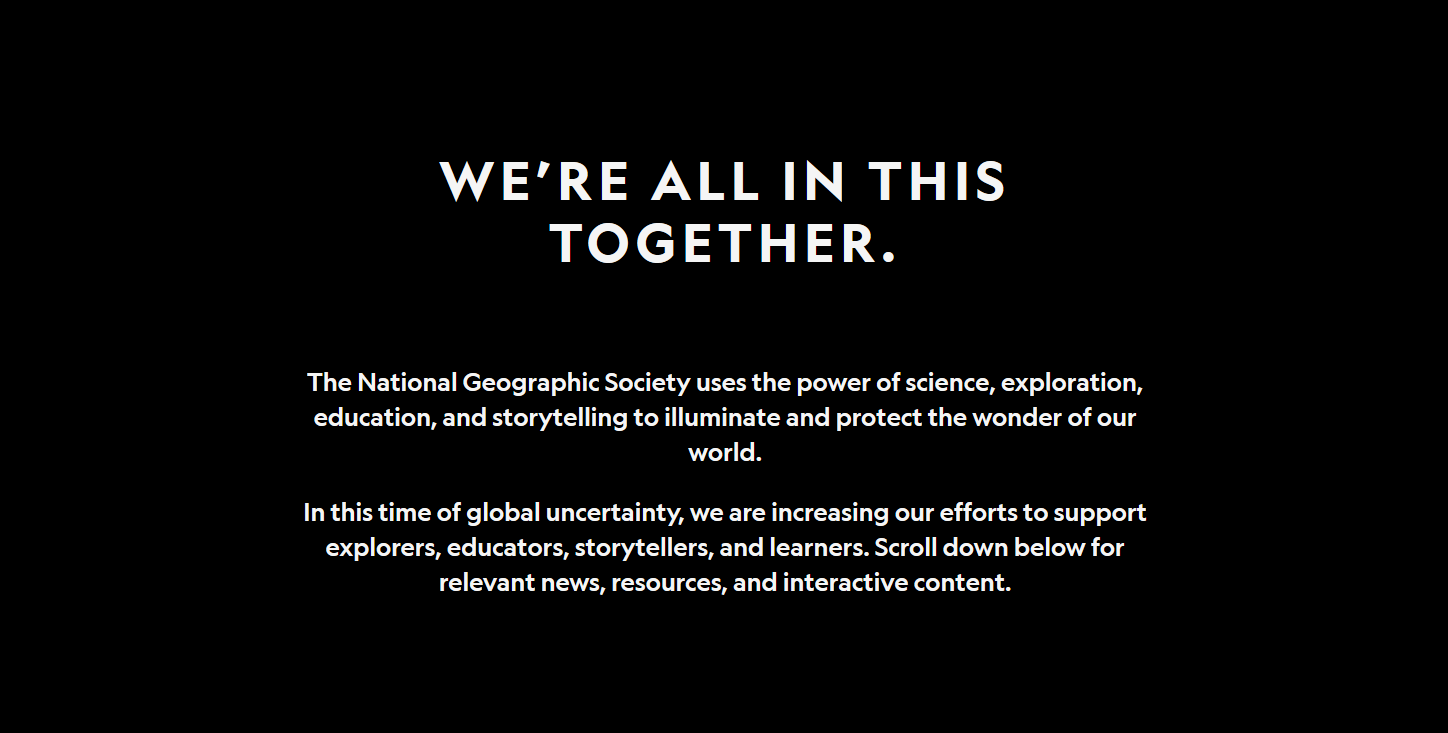 WE’RE ALL IN THIS
TOGETHER.
The National Geographic Society uses the power of science, exploration,
education, and storytelling to illuminate and protect the wonder of our
world.
In this time of global uncertainty, we are increasing our efforts to support
explorers, educators, storytellers, and learners. Scroll down below for
relevant news, resources, and interactive content.